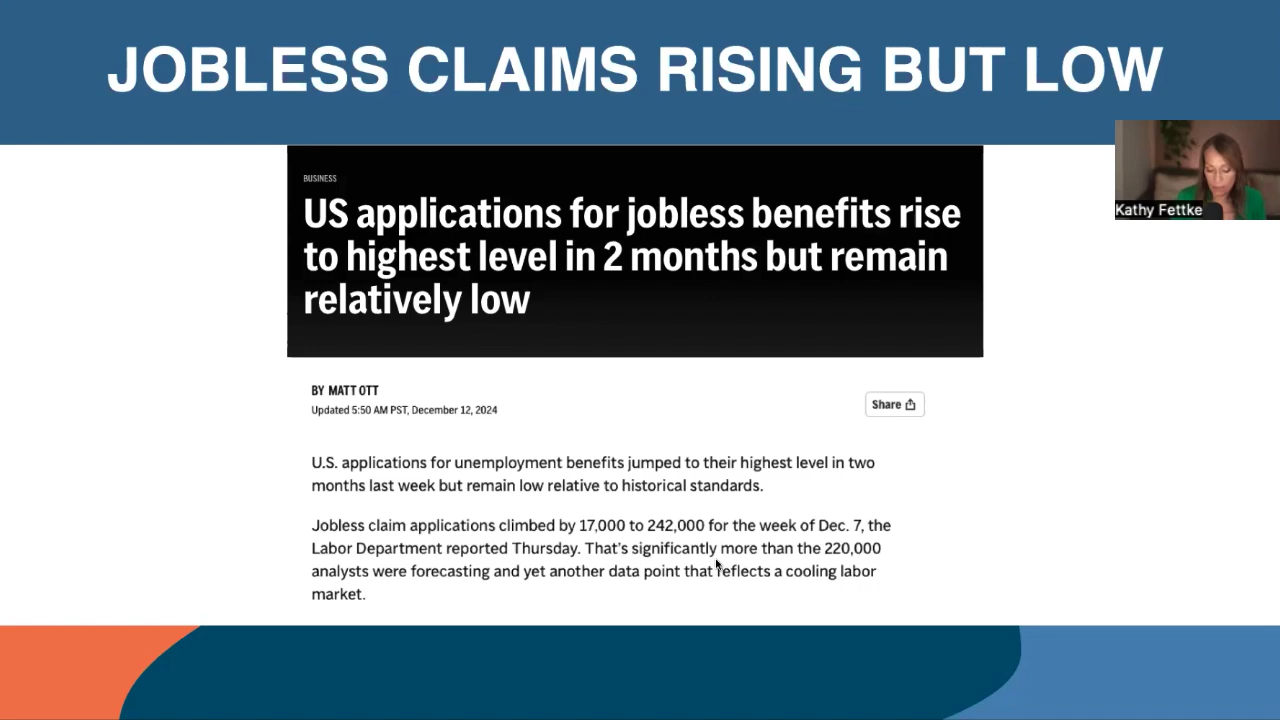 JOBLESS CLAIMS RISING BUT LOW
BUSINESS
US applications for jobless benefits rise
to highest level in 2 months but remain
relatively low
Kathy Fettke
BY MATT OTT
Updated 5:50 AM PST, December 12, 2024
Share
U.S. applications for unemployment benefits jumped to their highest level in two
months last week but remain low relative to historical standards.
Jobless claim applications climbed by 17,000 to 242,000 for the week of Dec. 7, the
Labor Department reported Thursday. That's significantly more than the 220,000
analysts were forecasting and yet another data point that reflects a cooling labor
market.